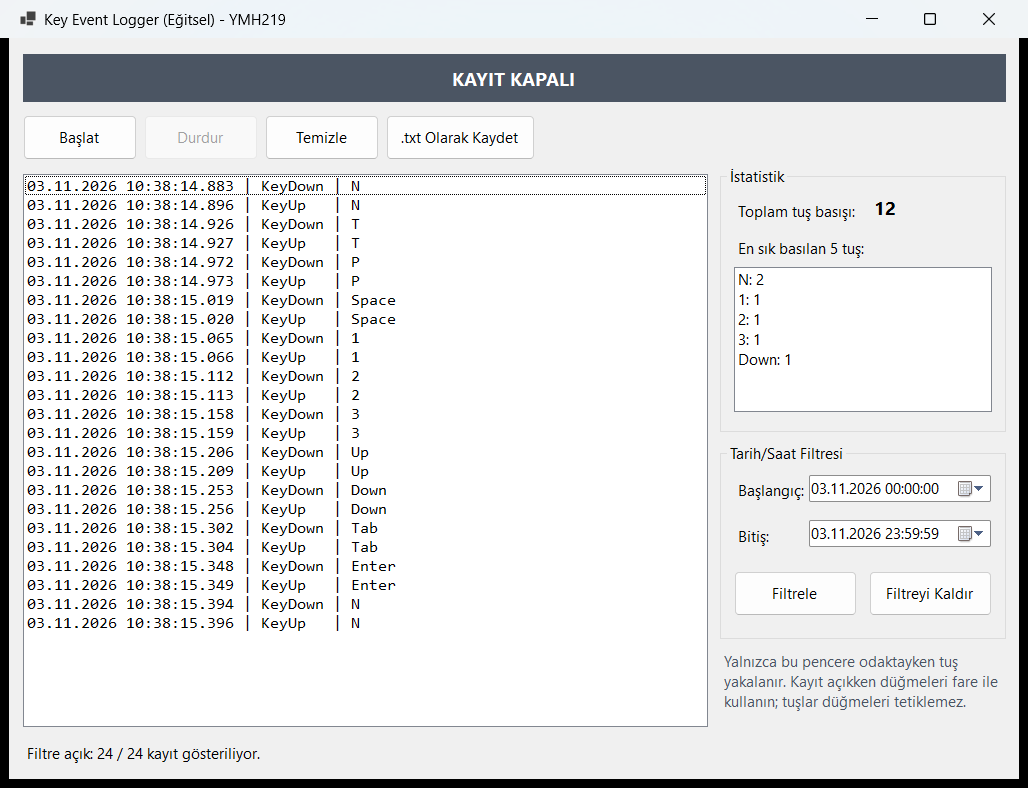 Key Event Logger (Eğitsel) - YMH219
KAYIT KAPALI
Başlat
Durdur
Temizle
.txt Olarak Kaydet
03.11.2026 10:38:14.883 | KeyDown | N
03.11.2026 10:38:14.896 | KeyUp   | N
03.11.2026 10:38:14.926 | KeyDown | T
03.11.2026 10:38:14.927 | KeyUp   | T
03.11.2026 10:38:14.972 | KeyDown | P
03.11.2026 10:38:14.973 | KeyUp   | P
03.11.2026 10:38:15.019 | KeyDown | Space
03.11.2026 10:38:15.020 | KeyUp   | Space
03.11.2026 10:38:15.065 | KeyDown | 1
03.11.2026 10:38:15.066 | KeyUp   | 1
03.11.2026 10:38:15.112 | KeyDown | 2
03.11.2026 10:38:15.113 | KeyUp   | 2
03.11.2026 10:38:15.158 | KeyDown | 3
03.11.2026 10:38:15.159 | KeyUp   | 3
03.11.2026 10:38:15.206 | KeyDown | Up
03.11.2026 10:38:15.209 | KeyUp   | Up
03.11.2026 10:38:15.253 | KeyDown | Down
03.11.2026 10:38:15.256 | KeyUp   | Down
03.11.2026 10:38:15.302 | KeyDown | Tab
03.11.2026 10:38:15.304 | KeyUp   | Tab
03.11.2026 10:38:15.348 | KeyDown | Enter
03.11.2026 10:38:15.349 | KeyUp   | Enter
03.11.2026 10:38:15.394 | KeyDown | N
03.11.2026 10:38:15.396 | KeyUp   | N
İstatistik
Toplam tuş basışı: 12
En sık basılan 5 tuş:
N: 2
1: 1
2: 1
3: 1
Down: 1
Tarih/Saat Filtresi
Başlangıç: 03.11.2026 00:00:00
Bitiş: 03.11.2026 23:59:59
Filtrele
Filtreyi Kaldır
Yalnızca bu pencere odaktayken tuş
yakalanır. Kayıt açıkken düğmeleri fare ile
kullanın; tuşlar düğmeleri tetiklemez.
Filtre açık: 24 / 24 kayıt gösteriliyor.